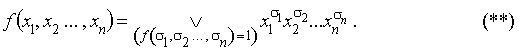 f(x₁, x₂ ..., xₙ) = ∨ x₁^σ₁ x₂^σ₂ ... xₙ^σₙ . (**)
(f(σ₁, σ₂ ..., σₙ)=1)